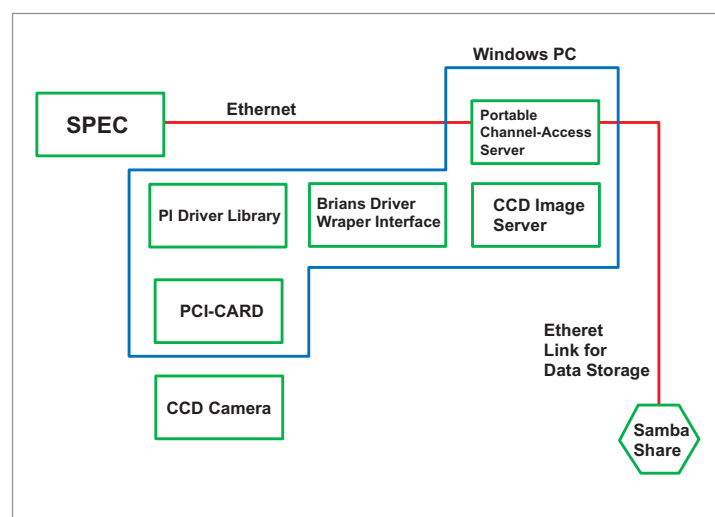 Windows PC
SPEC
Ethernet
Portable
Channel-Access
Server
PI Driver Library
Brians Driver
Wraper Interface
CCD Image
Server
PCI-CARD
Etheret
Link for
Data Storage
CCD Camera
Samba
Share